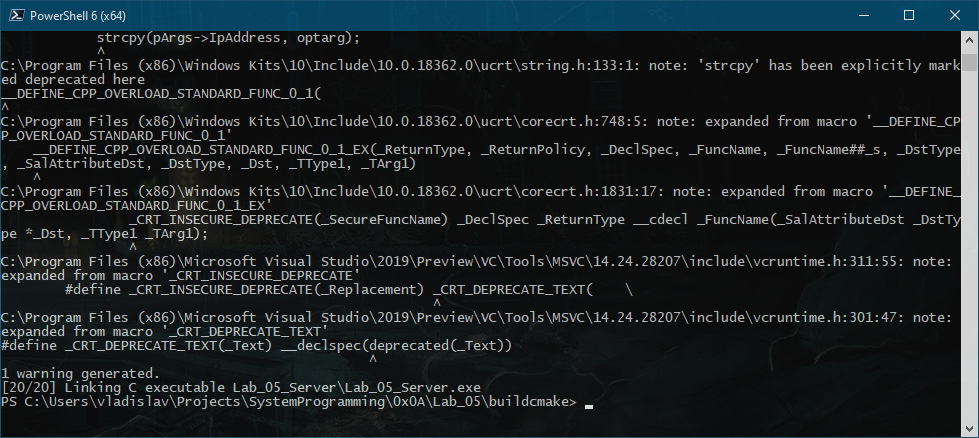 PowerShell 6 (x64)
strcpy(pArgs->IpAddress, optarg);
^
C:\Program Files (x86)\Windows Kits\10\Include\10.0.18362.0\ucrt\string.h:133:1: note: 'strcpy' has been explicitly mark
ed deprecated here
__DEFINE_CPP_OVERLOAD_STANDARD_FUNC_0_1(
^
C:\Program Files (x86)\Windows Kits\10\Include\10.0.18362.0\ucrt\corecrt.h:748:5: note: expanded from macro '__DEFINE_CP
P_OVERLOAD_STANDARD_FUNC_0_1'
__DEFINE_CPP_OVERLOAD_STANDARD_FUNC_0_1_EX(_ReturnType, _ReturnPolicy, _DeclSpec, _FuncName, _FuncName##_s, _DstType
, _SalAttributeDst, _DstType, _Dst, _TType1, _TArg1)
^
C:\Program Files (x86)\Windows Kits\10\Include\10.0.18362.0\ucrt\corecrt.h:1831:17: note: expanded from macro '__DEFINE_
CPP_OVERLOAD_STANDARD_FUNC_0_1_EX'
_CRT_INSECURE_DEPRECATE(_SecureFuncName) _DeclSpec _ReturnType __cdecl _FuncName(_SalAttributeDst _DstTy
pe *_Dst, _TType1 _TArg1);
^
C:\Program Files (x86)\Microsoft Visual Studio\2019\Preview\VC\Tools\MSVC\14.24.28207\include\vcruntime.h:311:55: note:
expanded from macro '_CRT_INSECURE_DEPRECATE'
#define _CRT_INSECURE_DEPRECATE(_Replacement) _CRT_DEPRECATE_TEXT(    \
^
C:\Program Files (x86)\Microsoft Visual Studio\2019\Preview\VC\Tools\MSVC\14.24.28207\include\vcruntime.h:301:47: note:
expanded from macro '_CRT_DEPRECATE_TEXT'
#define _CRT_DEPRECATE_TEXT(_Text) __declspec(deprecated(_Text))
^
1 warning generated.
[20/20] Linking C executable Lab_05_Server\Lab_05_Server.exe
PS C:\Users\vladislav\Projects\SystemProgramming\0x0A\Lab_05\buildcmake> _